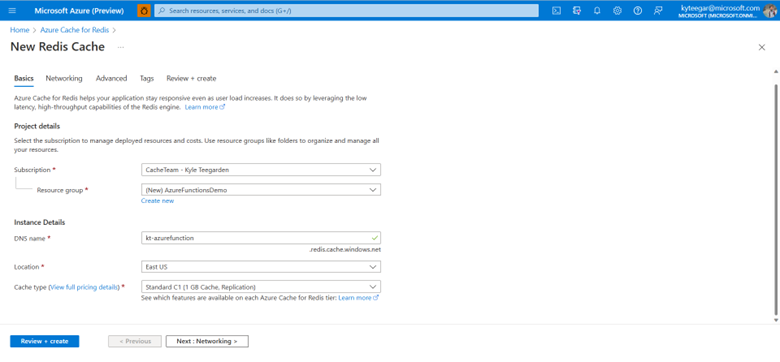 Microsoft Azure (Preview)
Search resources, services, and docs (G+/)
kyteegar@microsoft.com
MICROSOFT (MICROSOFT.ONMI...
Home > Azure Cache for Redis >
New Redis Cache ...
Basics Networking Advanced Tags Review + create
Azure Cache for Redis helps your application stay responsive even as user load increases. It does so by leveraging the low
latency, high-throughput capabilities of the Redis engine. Learn more
Project details
Select the subscription to manage deployed resources and costs. Use resource groups like folders to organize and manage all
your resources.
Subscription *
CacheTeam - Kyle Teegarden
Resource group *
(New) AzureFunctionsDemo
Create new
Instance Details
DNS name *
kt-azurefunction
.redis.cache.windows.net
Location *
East US
Cache type (View full pricing details) *
Standard C1 (1 GB Cache, Replication)
See which features are available on each Azure Cache for Redis tier: Learn more
Review + create
< Previous
Next : Networking >